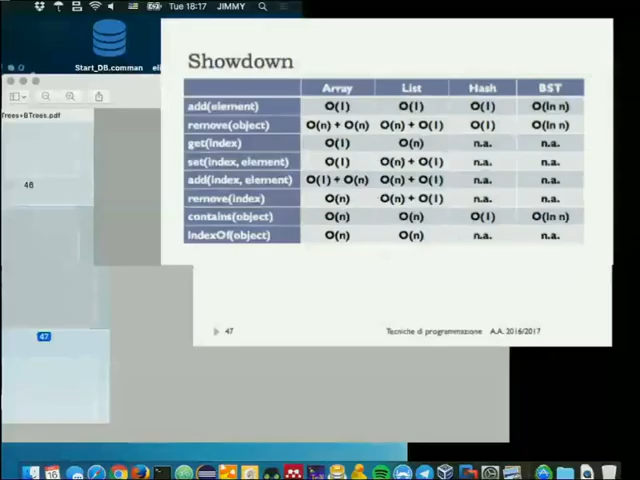 Tue 18:17 JIMMY
Start_DB.comman
Trees+BTrees.pdf
46
47
Showdown
Array List Hash BST
add(element) O(1) O(1) O(1) O(ln n)
remove(object) O(n) + O(n) O(n) + O(1) O(1) O(ln n)
get(index) O(1) O(n) n.a. n.a.
set(index, element) O(1) O(n) + O(1) n.a. n.a.
add(index, element) O(1) + O(n) O(n) + O(1) n.a. n.a.
remove(index) O(n) O(n) + O(1) n.a. n.a.
contains(object) O(n) O(n) O(1) O(ln n)
indexOf(object) O(n) O(n) n.a. n.a.
47 Tecniche di programmazione A.A. 2016/2017